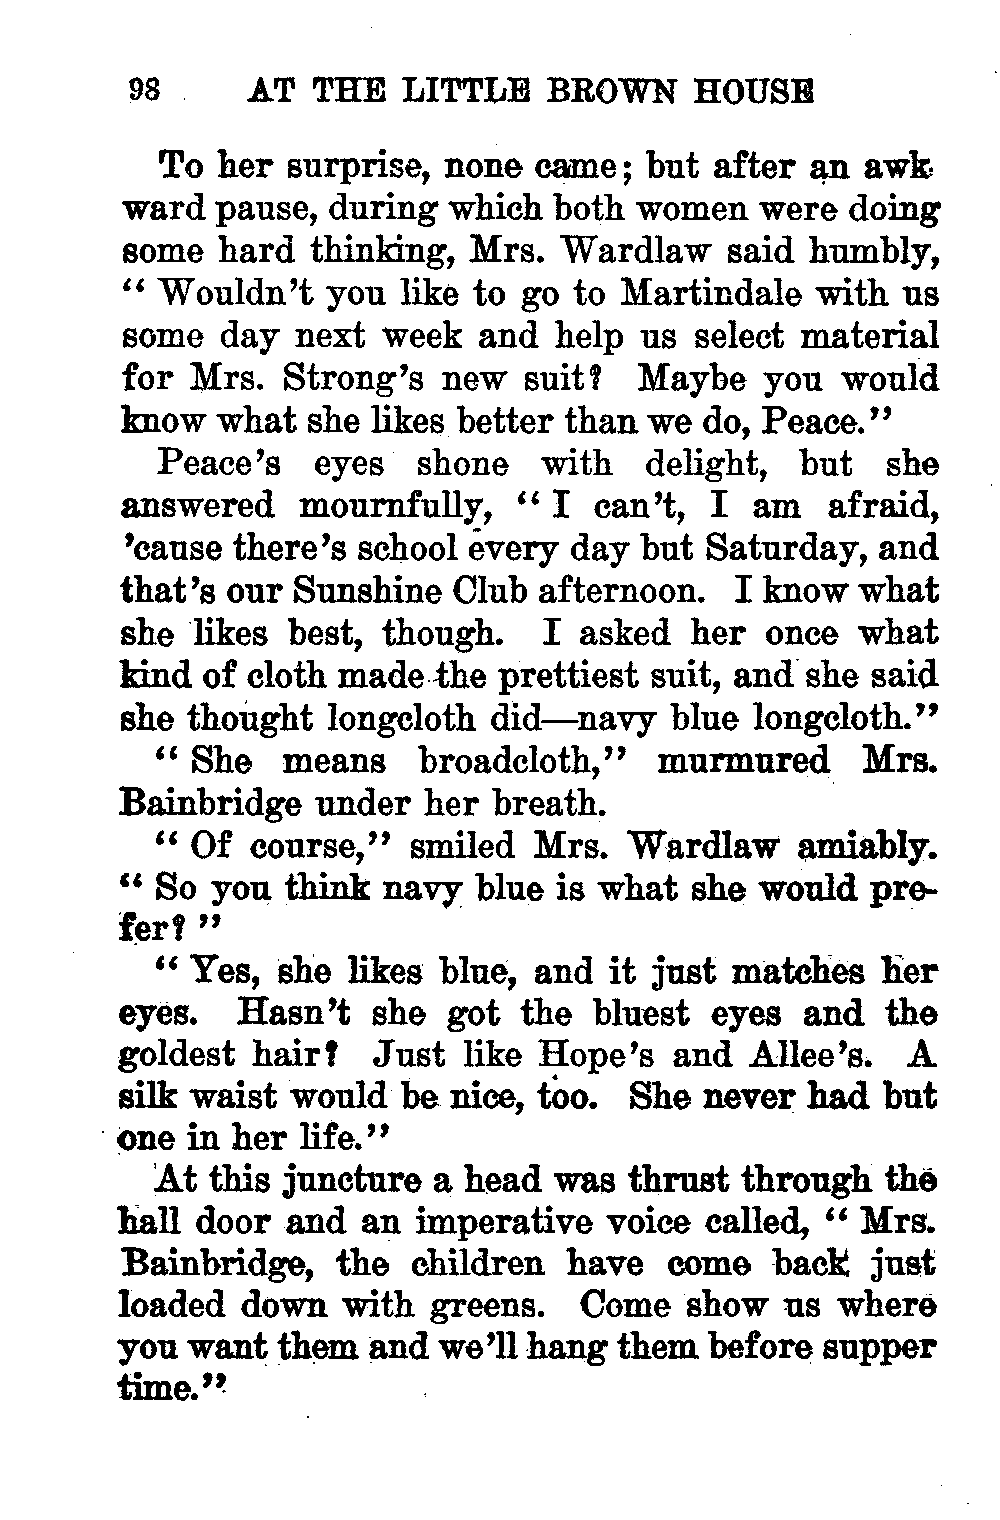 98 AT THE LITTLE BROWN HOUSE
To her surprise, none came; but after an awk-
ward pause, during which both women were doing
some hard thinking, Mrs. Wardlaw said humbly,
“ Wouldn’t you like to go to Martindale with us
some day next week and help us select material
for Mrs. Strong’s new suit? Maybe you would
know what she likes better than we do, Peace.”
Peace’s eyes shone with delight, but she
answered mournfully, “ I can’t, I am afraid,
’cause there’s school every day but Saturday, and
that’s our Sunshine Club afternoon. I know what
she likes best, though. I asked her once what
kind of cloth made the prettiest suit, and she said
she thought longcloth did—navy blue longcloth.”
“ She means broadcloth,” murmured Mrs.
Bainbridge under her breath.
“ Of course,” smiled Mrs. Wardlaw amiably.
“ So you think navy blue is what she would pre-
fer? ”
“ Yes, she likes blue, and it just matches her
eyes. Hasn’t she got the bluest eyes and the
goldest hair? Just like Hope’s and Allee’s. A
silk waist would be nice, too. She never had but
one in her life.”
At this juncture a head was thrust through the
hall door and an imperative voice called, “ Mrs.
Bainbridge, the children have come back just
loaded down with greens. Come show us where
you want them and we’ll hang them before supper
time.”